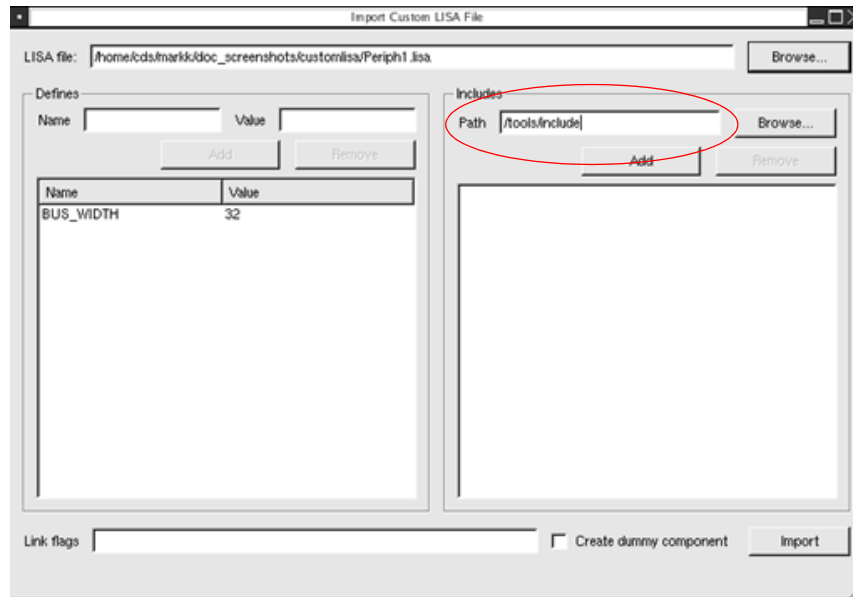 Import Custom LISA File
LISA file: /home/cds/markk/doc_screenshots/customlisa/Periph1.lisa Browse...
Defines
Name Value
Add Remove
Name Value
BUS_WIDTH 32
Includes
Path /tools/include Browse...
Add Remove
Link flags Create dummy component Import